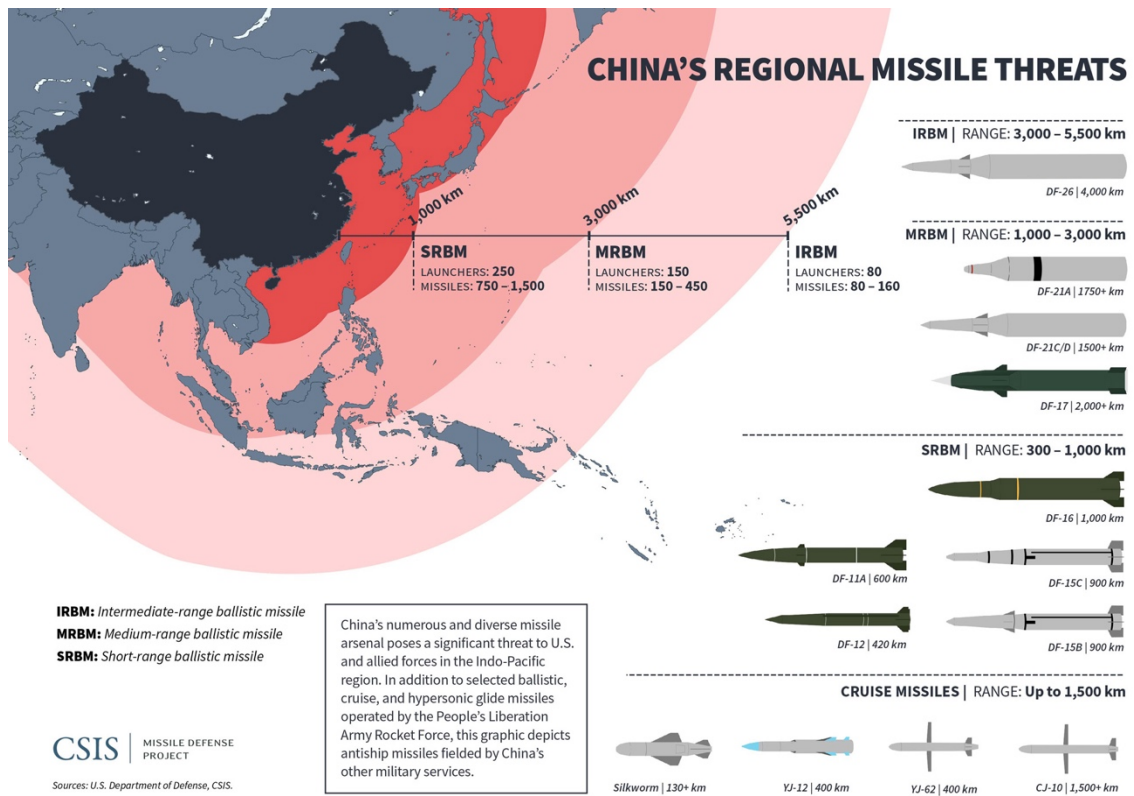 CHINA'S REGIONAL MISSILE THREATS
IRBM | RANGE: 3,000 – 5,500 km
DF-26 | 4,000 km
MRBM | RANGE: 1,000 – 3,000 km
DF-21A | 1750+ km
DF-21C/D | 1500+ km
DF-17 | 2,000+ km
1,000 km
3,000 km
5,500 km
SRBM
LAUNCHERS: 250
MISSILES: 750 – 1,500
MRBM
LAUNCHERS: 150
MISSILES: 150 – 450
IRBM
LAUNCHERS: 80
MISSILES: 80 – 160
SRBM | RANGE: 300 – 1,000 km
DF-16 | 1,000 km
DF-11A | 600 km
DF-15C | 900 km
DF-12 | 420 km
DF-15B | 900 km
CRUISE MISSILES | RANGE: Up to 1,500 km
Silkworm | 130+ km
YJ-12 | 400 km
YJ-62 | 400 km
CJ-10 | 1,500+ km
IRBM: Intermediate-range ballistic missile
MRBM: Medium-range ballistic missile
SRBM: Short-range ballistic missile
China's numerous and diverse missile
arsenal poses a significant threat to U.S.
and allied forces in the Indo-Pacific
region. In addition to selected ballistic,
cruise, and hypersonic glide missiles
operated by the People's Liberation
Army Rocket Force, this graphic depicts
antiship missiles fielded by China's
other military services.
CSIS | MISSILE DEFENSE
PROJECT
Sources: U.S. Department of Defense, CSIS.